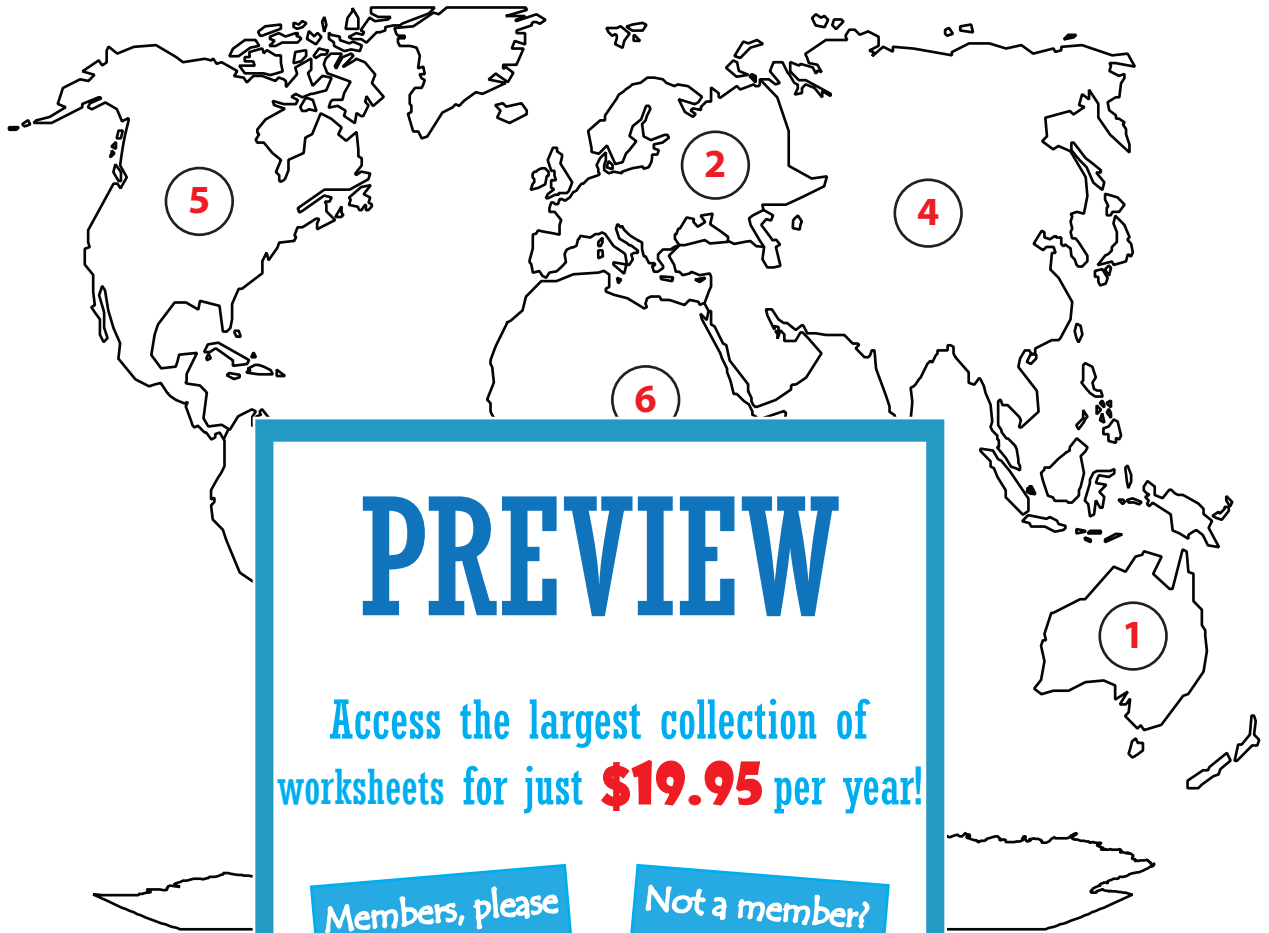 2
5
4
6
PREVIEW
1
Access the largest collection of
worksheets for just $19.95 per year!
Members, please
Not a member?